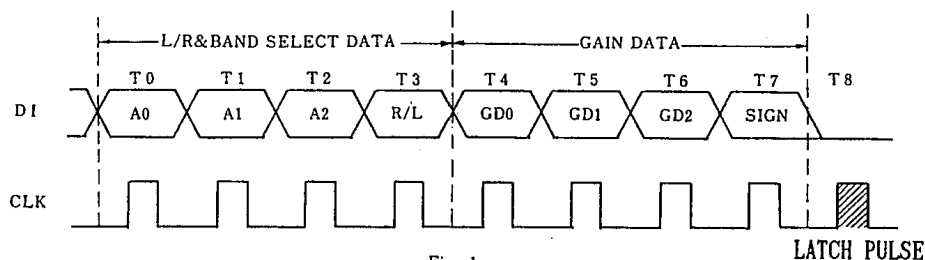 L/R&BAND SELECT DATA GAIN DATA
T0 T1 T2 T3 T4 T5 T6 T7 T8
DI A0 A1 A2 R/L GD0 GD1 GD2 SIGN
CLK
LATCH PULSE